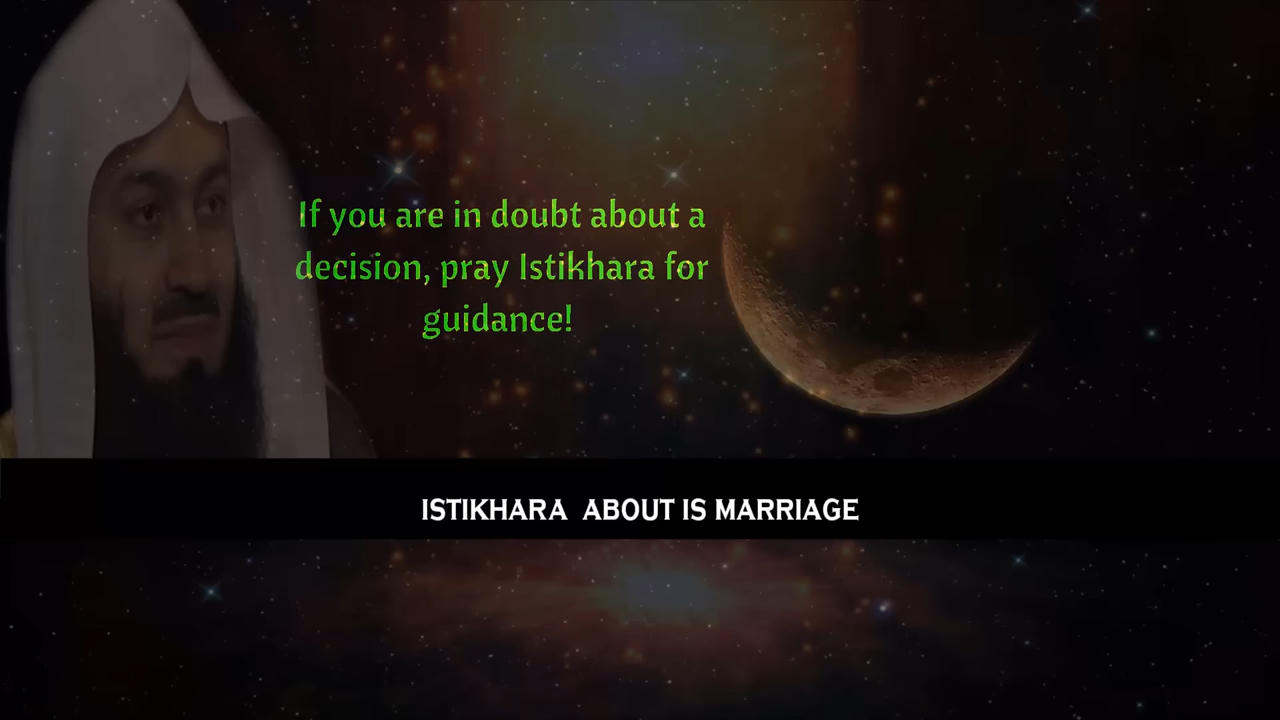 If you are in doubt about a
decision, pray Istikhara for
guidance!
ISTIKHARA ABOUT IS MARRIAGE